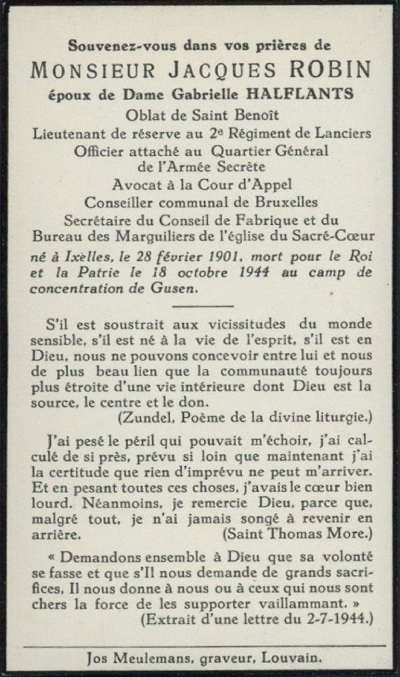 Souvenez-vous dans vos prières de
MONSIEUR JACQUES ROBIN
époux de Dame Gabrielle HALFLANTS
Oblat de Saint Benoît
Lieutenant de réserve au 2e Régiment de Lanciers
Officier attaché au Quartier Général
de l'Armée Secrète
Avocat à la Cour d'Appel
Conseiller communal de Bruxelles
Secrétaire du Conseil de Fabrique et du
Bureau des Marguiliers de l'église du Sacré-Cœur
né à Ixelles, le 28 février 1901, mort pour le Roi
et la Patrie le 18 octobre 1944 au camp de
concentration de Gusen.
S'il est soustrait aux vicissitudes du monde
sensible, s'il est né à la vie de l'esprit, s'il est en
Dieu, nous ne pouvons concevoir entre lui et nous
de plus beau lien que la communauté toujours
plus étroite d'une vie intérieure dont Dieu est la
source, le centre et le don.
(Zundel, Poème de la divine liturgie.)
J'ai pesé le péril qui pouvait m'échoir, j'ai cal-
culé de si près, prévu si loin que maintenant j'ai
la certitude que rien d'imprévu ne peut m'arriver.
Et en pesant toutes ces choses, j'avais le cœur bien
lourd. Néanmoins, je remercie Dieu, parce que,
malgré tout, je n'ai jamais songé à revenir en
arrière. (Saint Thomas More.)
« Demandons ensemble à Dieu que sa volonté
se fasse et que s'Il nous demande de grands sacri-
fices, Il nous donne à nous ou à ceux qui nous sont
chers la force de les supporter vaillamment. »
(Extrait d'une lettre du 2-7-1944.)
Jos Meulemans, graveur, Louvain.